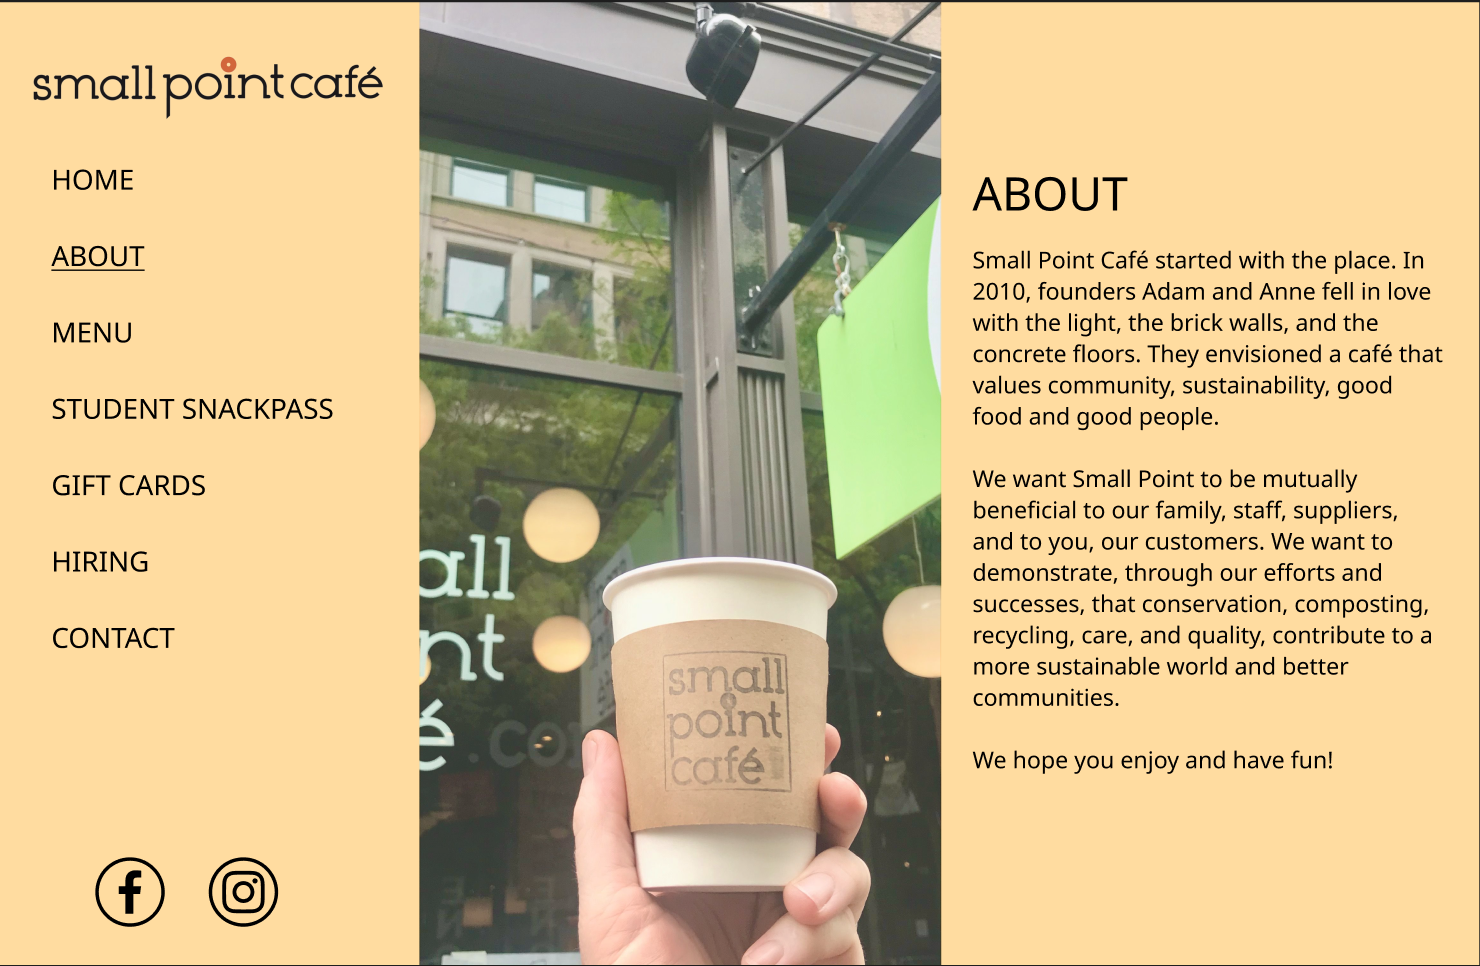 small point café
HOME
ABOUT
MENU
STUDENT SNACKPASS
GIFT CARDS
HIRING
CONTACT
all
nt
é .co
small
point
café
ABOUT
Small Point Café started with the place. In
2010, founders Adam and Anne fell in love
with the light, the brick walls, and the
concrete floors. They envisioned a café that
values community, sustainability, good
food and good people.
We want Small Point to be mutually
beneficial to our family, staff, suppliers,
and to you, our customers. We want to
demonstrate, through our efforts and
successes, that conservation, composting,
recycling, care, and quality, contribute to a
more sustainable world and better
communities.
We hope you enjoy and have fun!